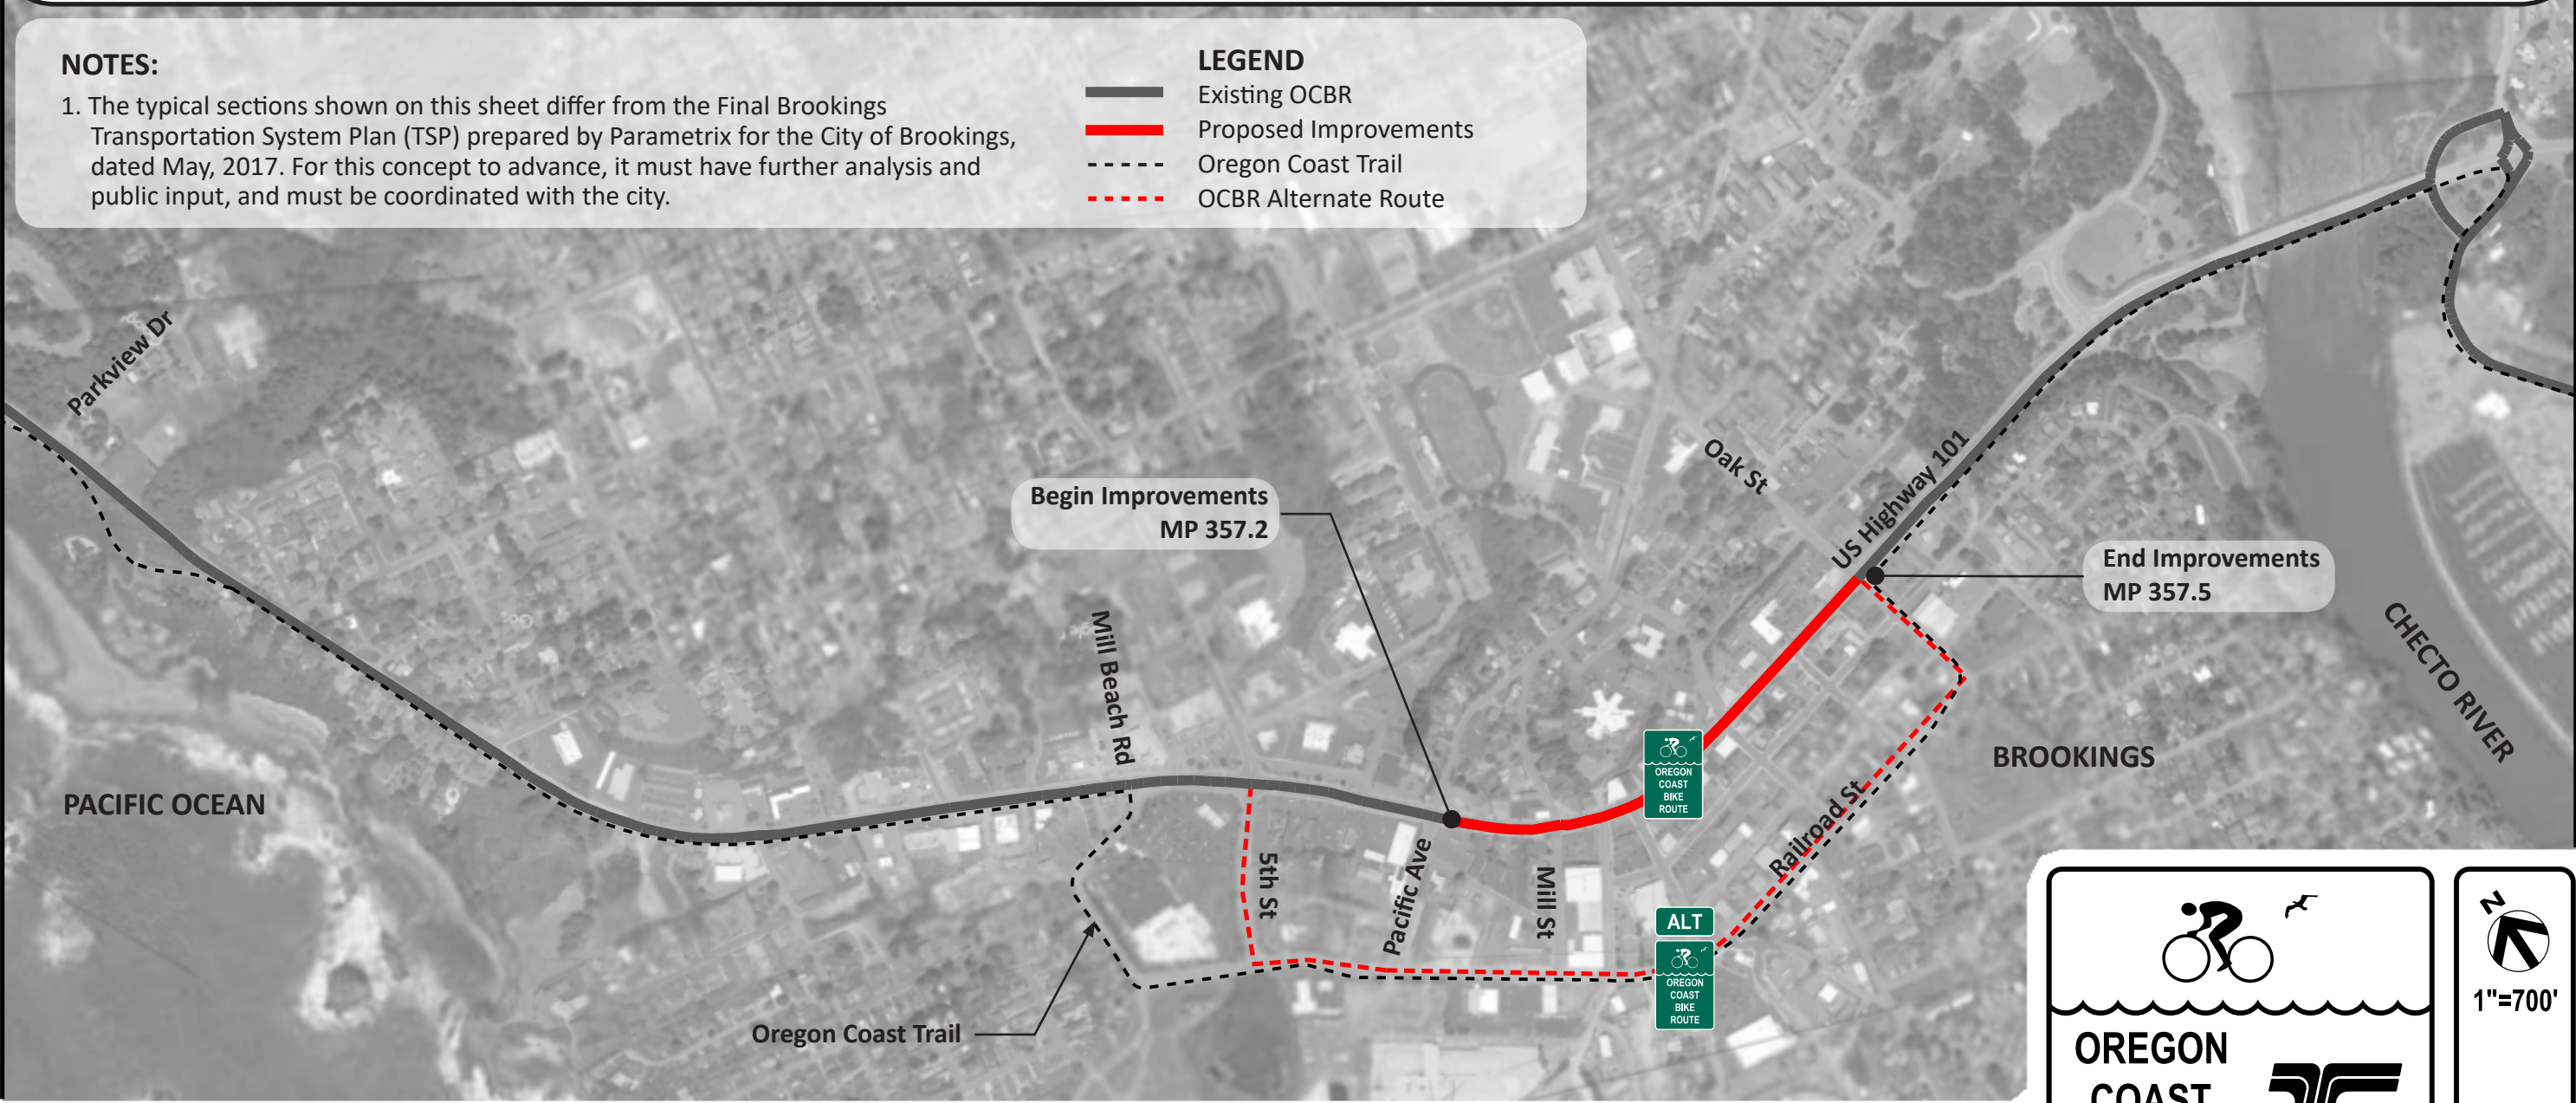 NOTES:
1. The typical sections shown on this sheet differ from the Final Brookings
Transportation System Plan (TSP) prepared by Parametrix for the City of Brookings,
dated May, 2017. For this concept to advance, it must have further analysis and
public input, and must be coordinated with the city.
LEGEND
Existing OCBR
Proposed Improvements
Oregon Coast Trail
OCBR Alternate Route
Parkview Dr
Oak St
US Highway 101
Begin Improvements
MP 357.2
End Improvements
MP 357.5
CHECTO RIVER
Mill Beach Rd
BROOKINGS
PACIFIC OCEAN
OREGON
COAST
BIKE
ROUTE
5th St
Pacific Ave
Mill St
Railroad St
ALT
OREGON
COAST
BIKE
ROUTE
Oregon Coast Trail
N
1"=700'
OREGON
COAST